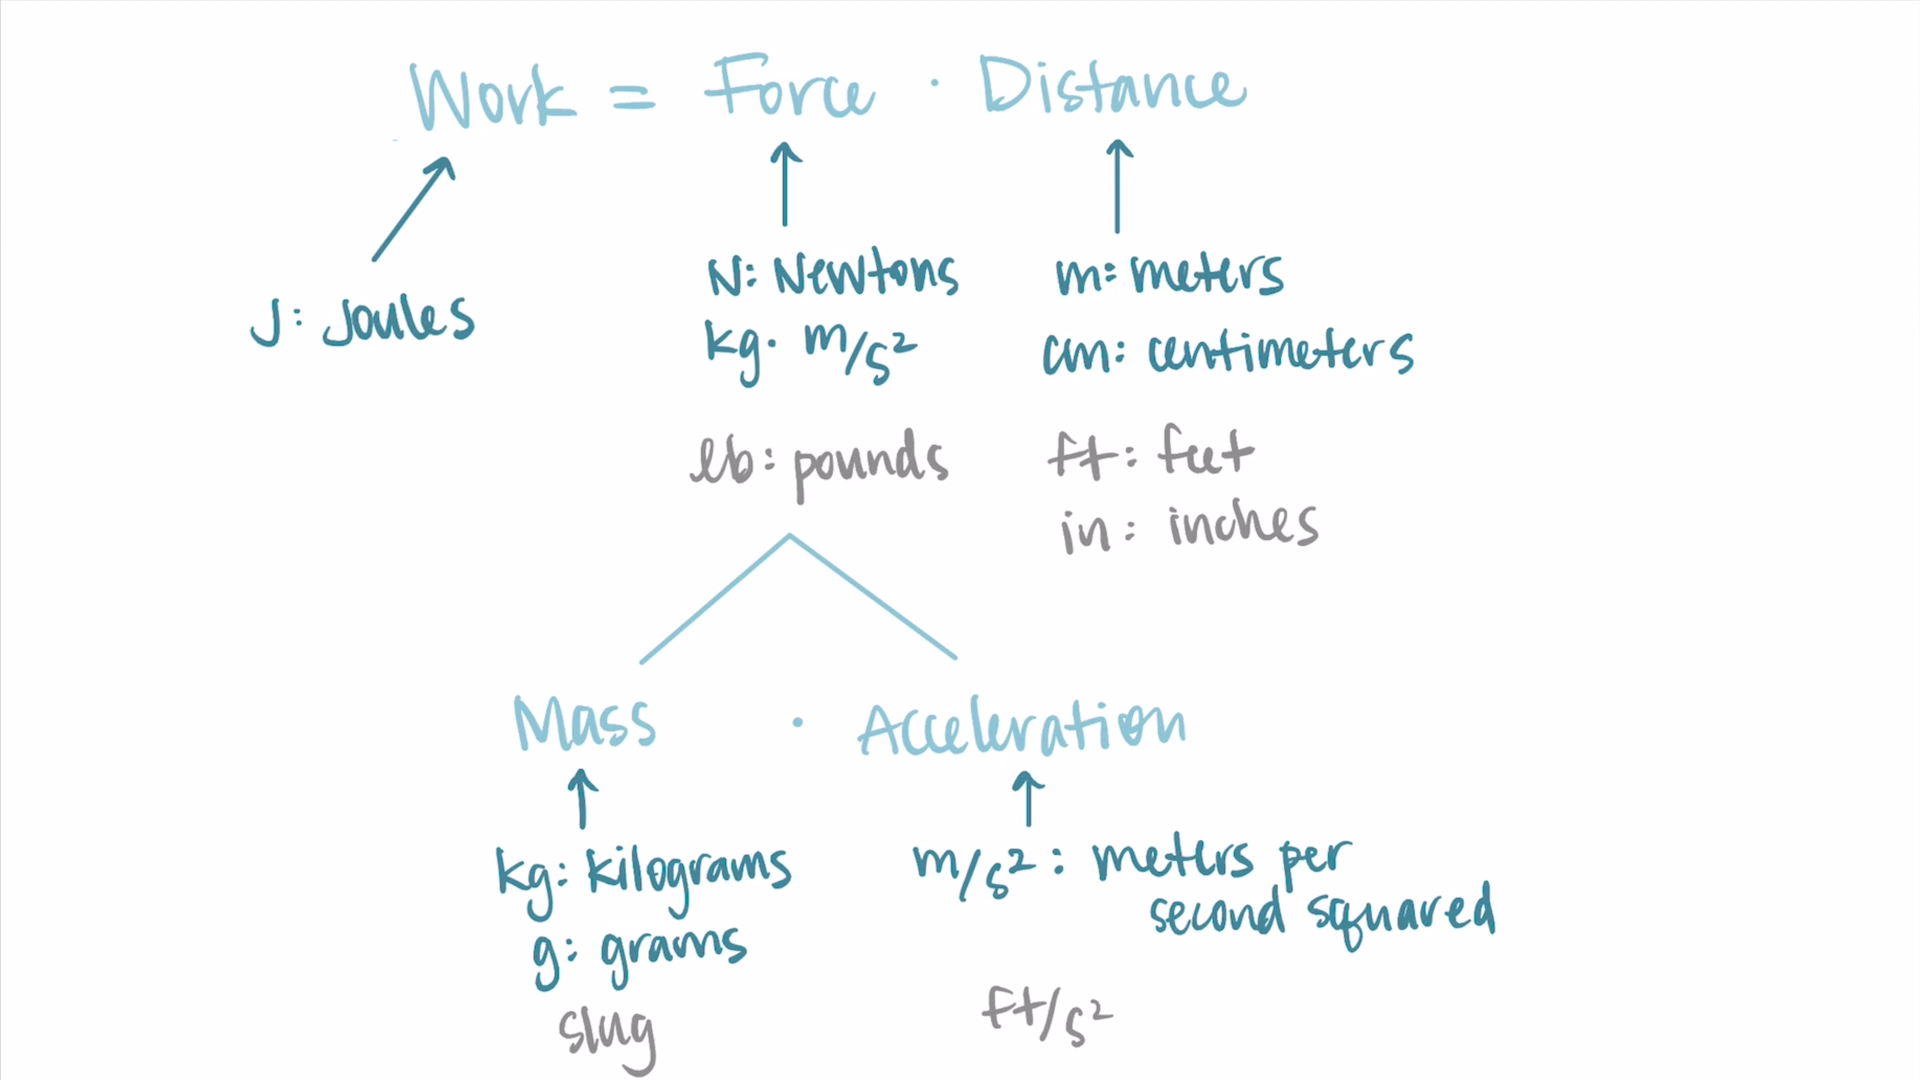 Work = Force · Distance
J: Joules
N: Newtons
kg · m/s²
lb: pounds
m: meters
cm: centimeters
ft: feet
in: inches
Mass · Acceleration
kg: kilograms
g: grams
slug
m/s²: meters per
second squared
ft/s²